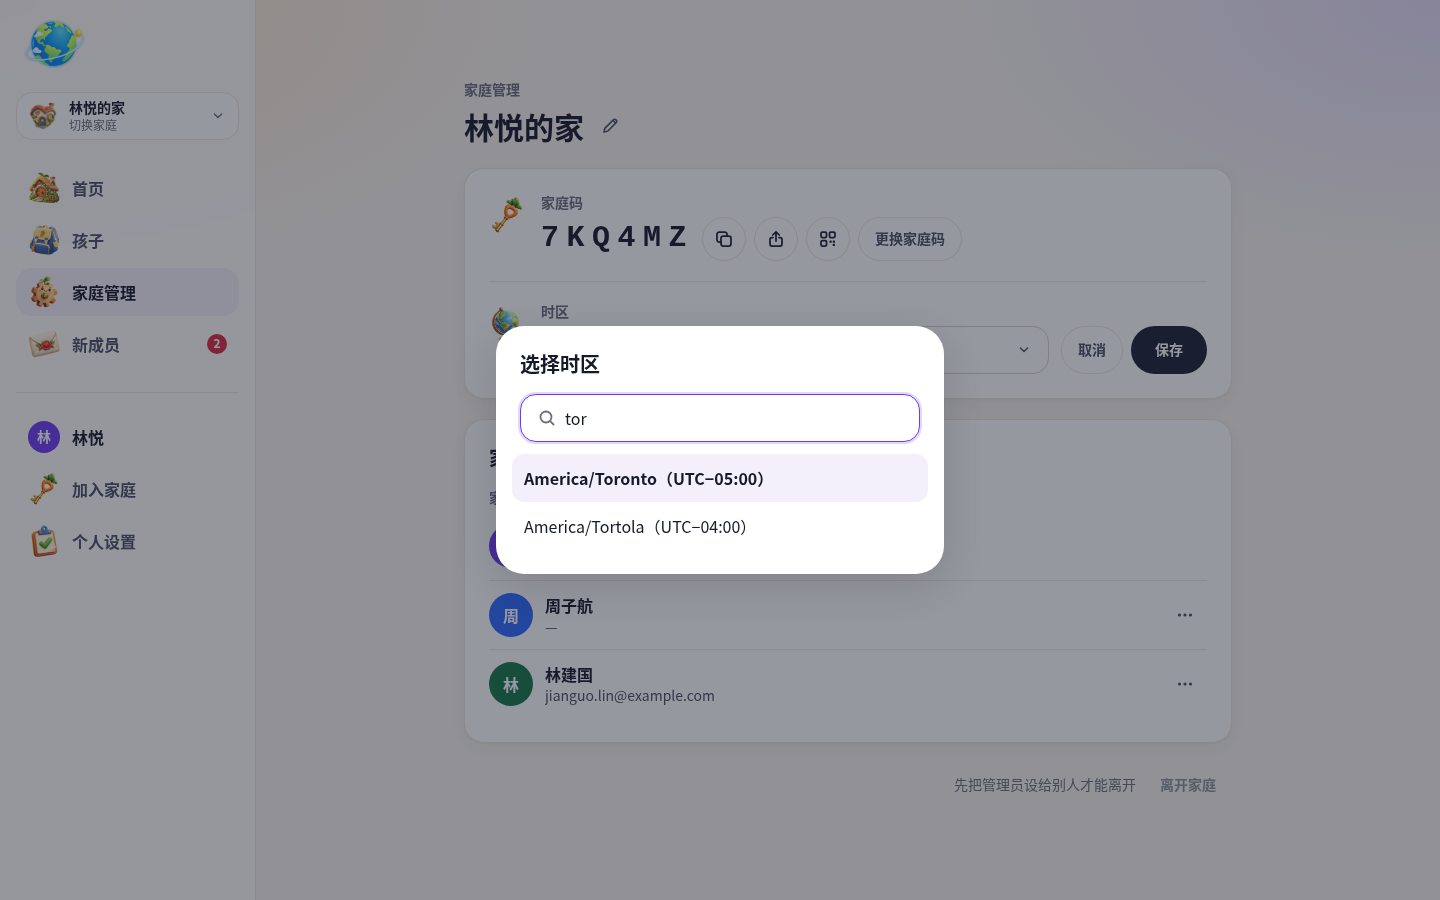 林悦的家
切换家庭
首页
孩子
家庭管理
新成员
2
林
林悦
加入家庭
个人设置
家庭管理
林悦的家
家庭码
7KQ4MZ
更换家庭码
时区
取消
保存
选择时区
tor
America/Toronto（UTC−05:00）
America/Tortola（UTC−04:00）
周
周子航
—
林
林建国
jianguo.lin@example.com
先把管理员设给别人才能离开
离开家庭